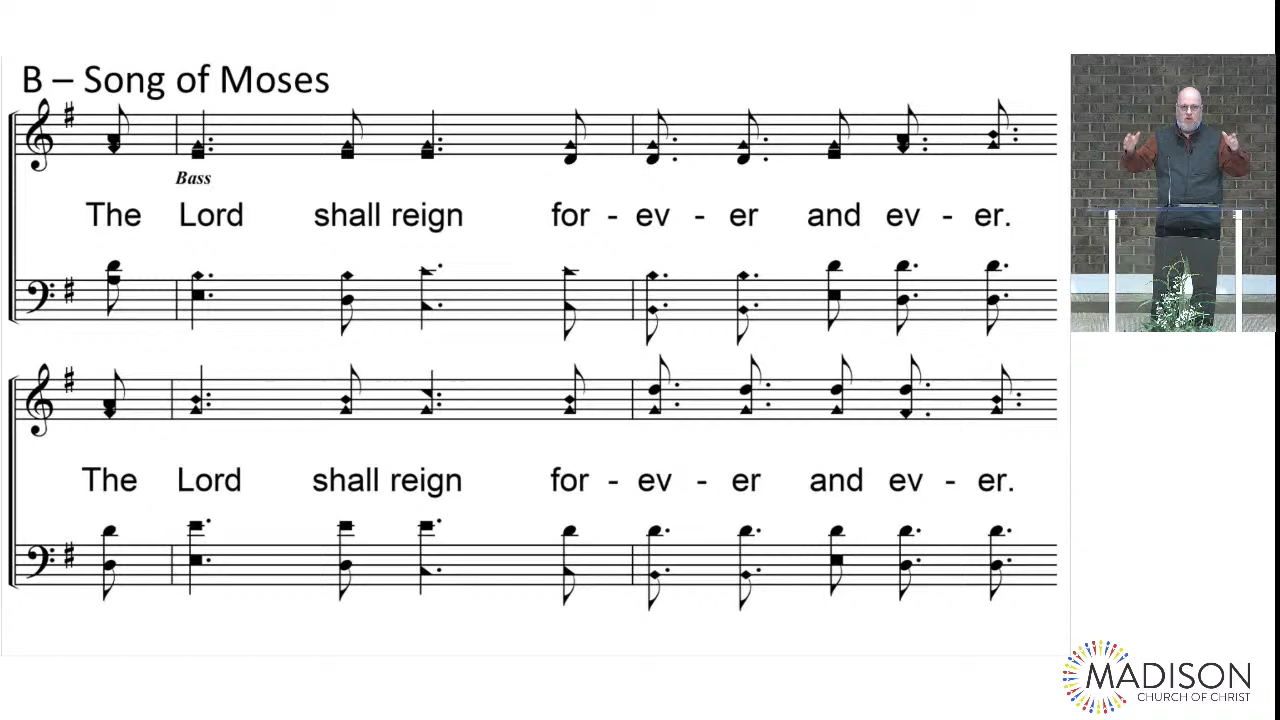 B – Song of Moses
Bass
The Lord shall reign for - ev - er and ev - er.
The Lord shall reign for - ev - er and ev - er.
MADISON
CHURCH OF CHRIST